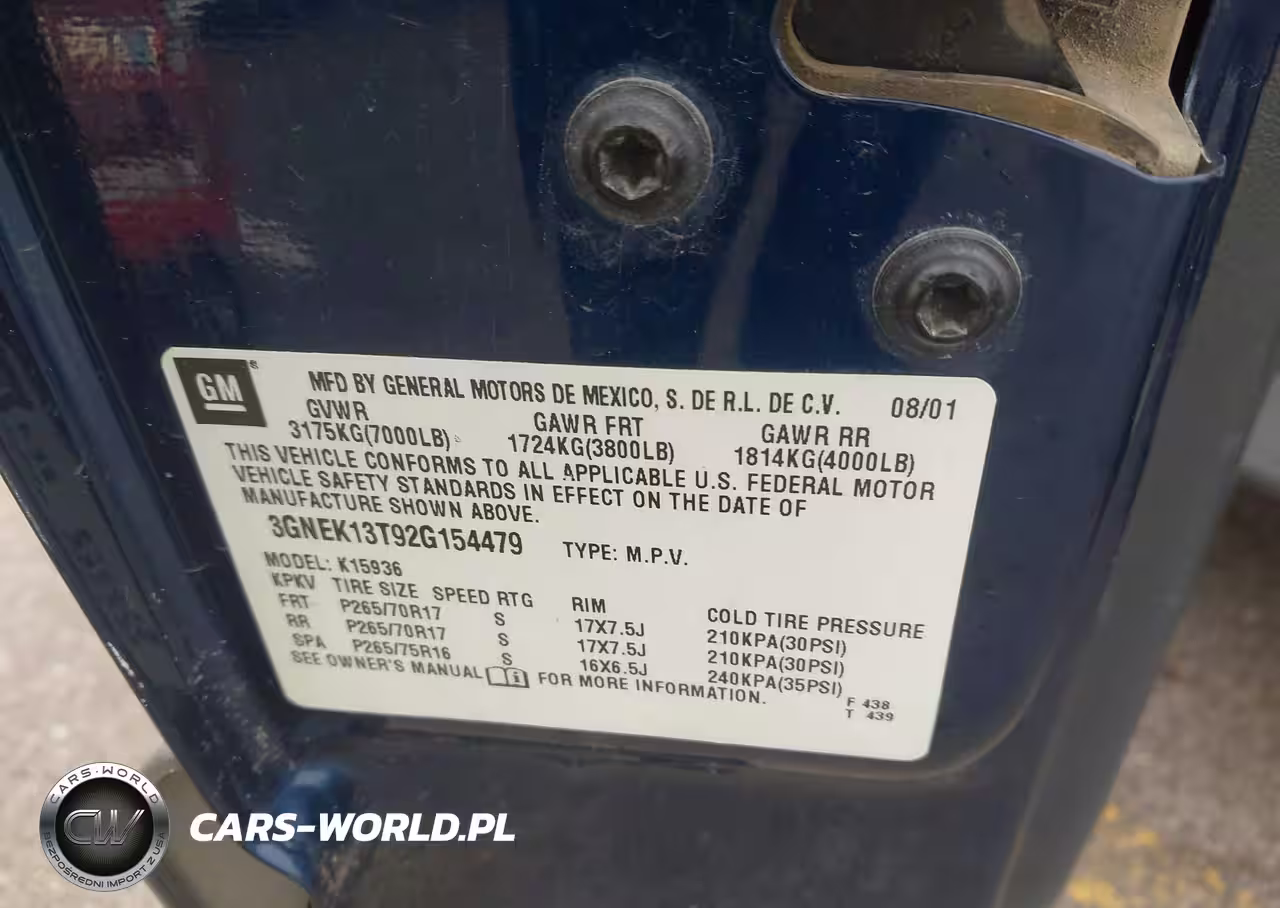 GM®
MFD BY GENERAL MOTORS DE MEXICO, S. DE R.L. DE C.V. 08/01
GVWR GAWR FRT GAWR RR
3175KG(7000LB) 1724KG(3800LB) 1814KG(4000LB)
THIS VEHICLE CONFORMS TO ALL APPLICABLE U.S. FEDERAL MOTOR
VEHICLE SAFETY STANDARDS IN EFFECT ON THE DATE OF
MANUFACTURE SHOWN ABOVE.
3GNEK13T92G154479 TYPE: M.P.V.
MODEL: K15936
KPKV TIRE SIZE SPEED RTG RIM COLD TIRE PRESSURE
FRT P265/70R17 S 17X7.5J 210KPA(30PSI)
RR P265/70R17 S 17X7.5J 210KPA(30PSI)
SPA P265/75R16 S 16X6.5J 240KPA(35PSI)
SEE OWNER'S MANUAL i FOR MORE INFORMATION.
F 438
T 439
CARS-WORLD
CW
BEZPOŚREDNI IMPORT Z USA
CARS-WORLD.PL